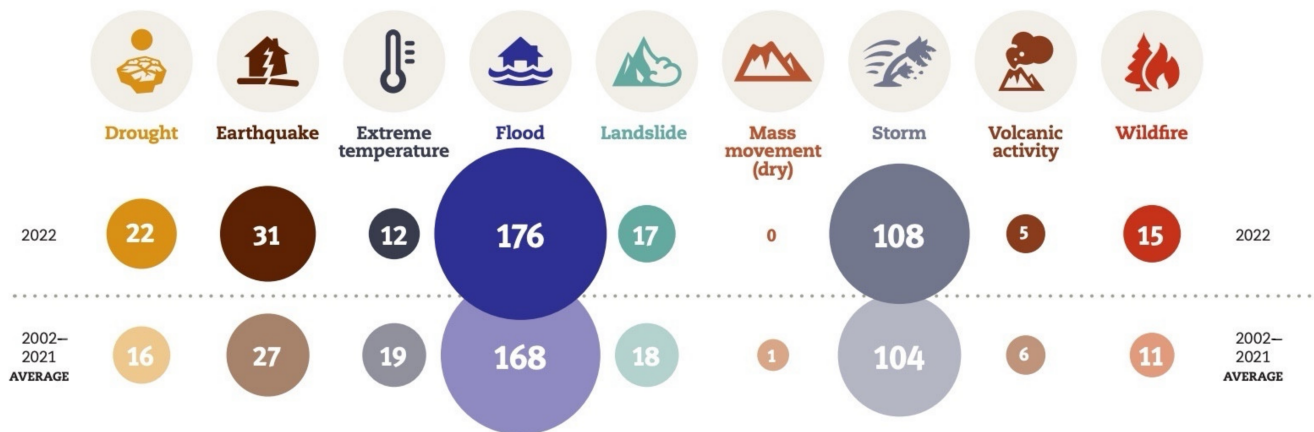 Drought
Earthquake
Extreme
temperature
Flood
Landslide
Mass
movement
(dry)
Storm
Volcanic
activity
Wildfire
2022
22
31
12
176
17
0
108
5
15
2022
2002–
2021
AVERAGE
16
27
19
168
18
1
104
6
11
2002–
2021
AVERAGE